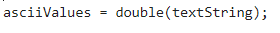 asciiValues = double(textString);